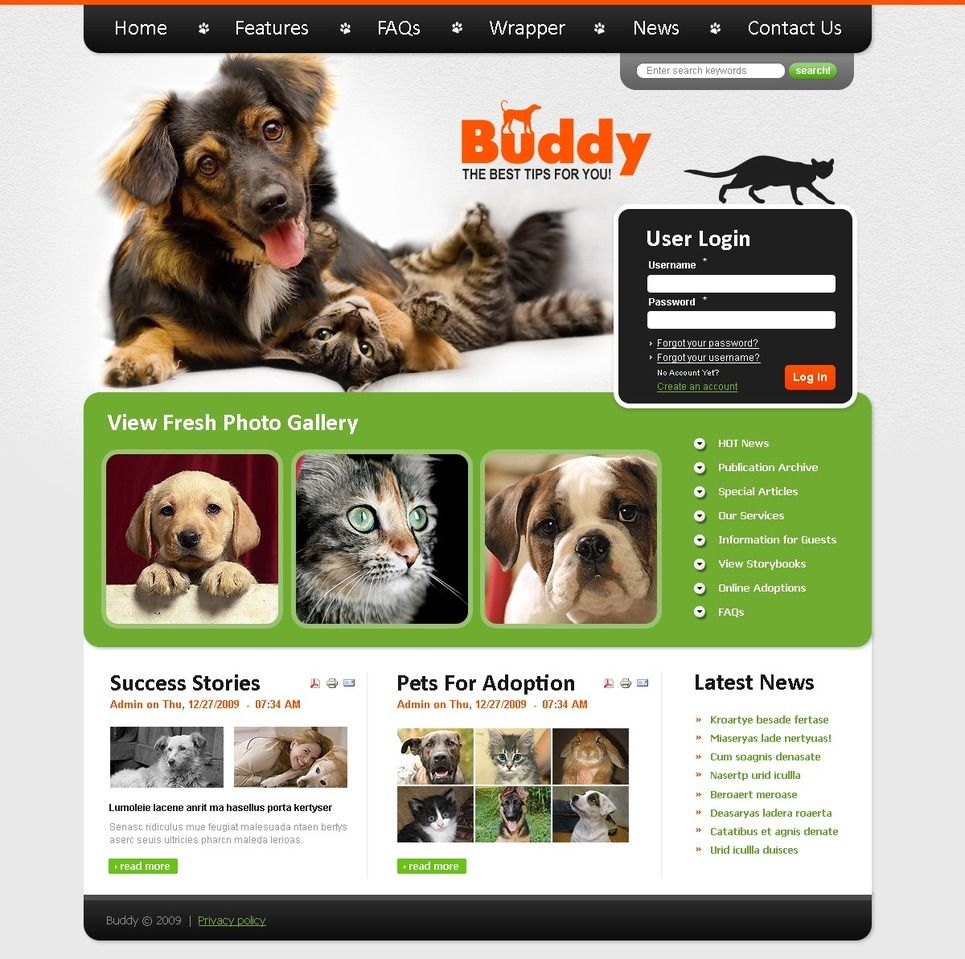 Home Features FAQs Wrapper News Contact Us
Enter search keywords search!
Buddy
THE BEST TIPS FOR YOU!
User Login
Username *
Password *
Forgot your password?
Forgot your username?
No Account Yet?
Create an account
Log In
View Fresh Photo Gallery
HOT News
Publication Archive
Special Articles
Our Services
Information for Guests
View Storybooks
Online Adoptions
FAQs
Success Stories
Admin on Thu, 12/27/2009 - 07:34 AM
Lumoleie lacene anrit ma hasellus porta kertyser
Senasc ridiculus mue feugiat malesuada ntaen bertys
aserc seuis ultricies pharcn maleda lerioas.
› read more
Pets For Adoption
Admin on Thu, 12/27/2009 - 07:34 AM
› read more
Latest News
» Kroartye besade fertase
» Miaseryas lade nertyuas!
» Cum soagnis denasate
» Nasertp urid icullla
» Beroaert meroase
» Deasaryas ladera roaerta
» Catatibus et agnis denate
» Urid icullla duisces
Buddy © 2009 | Privacy policy